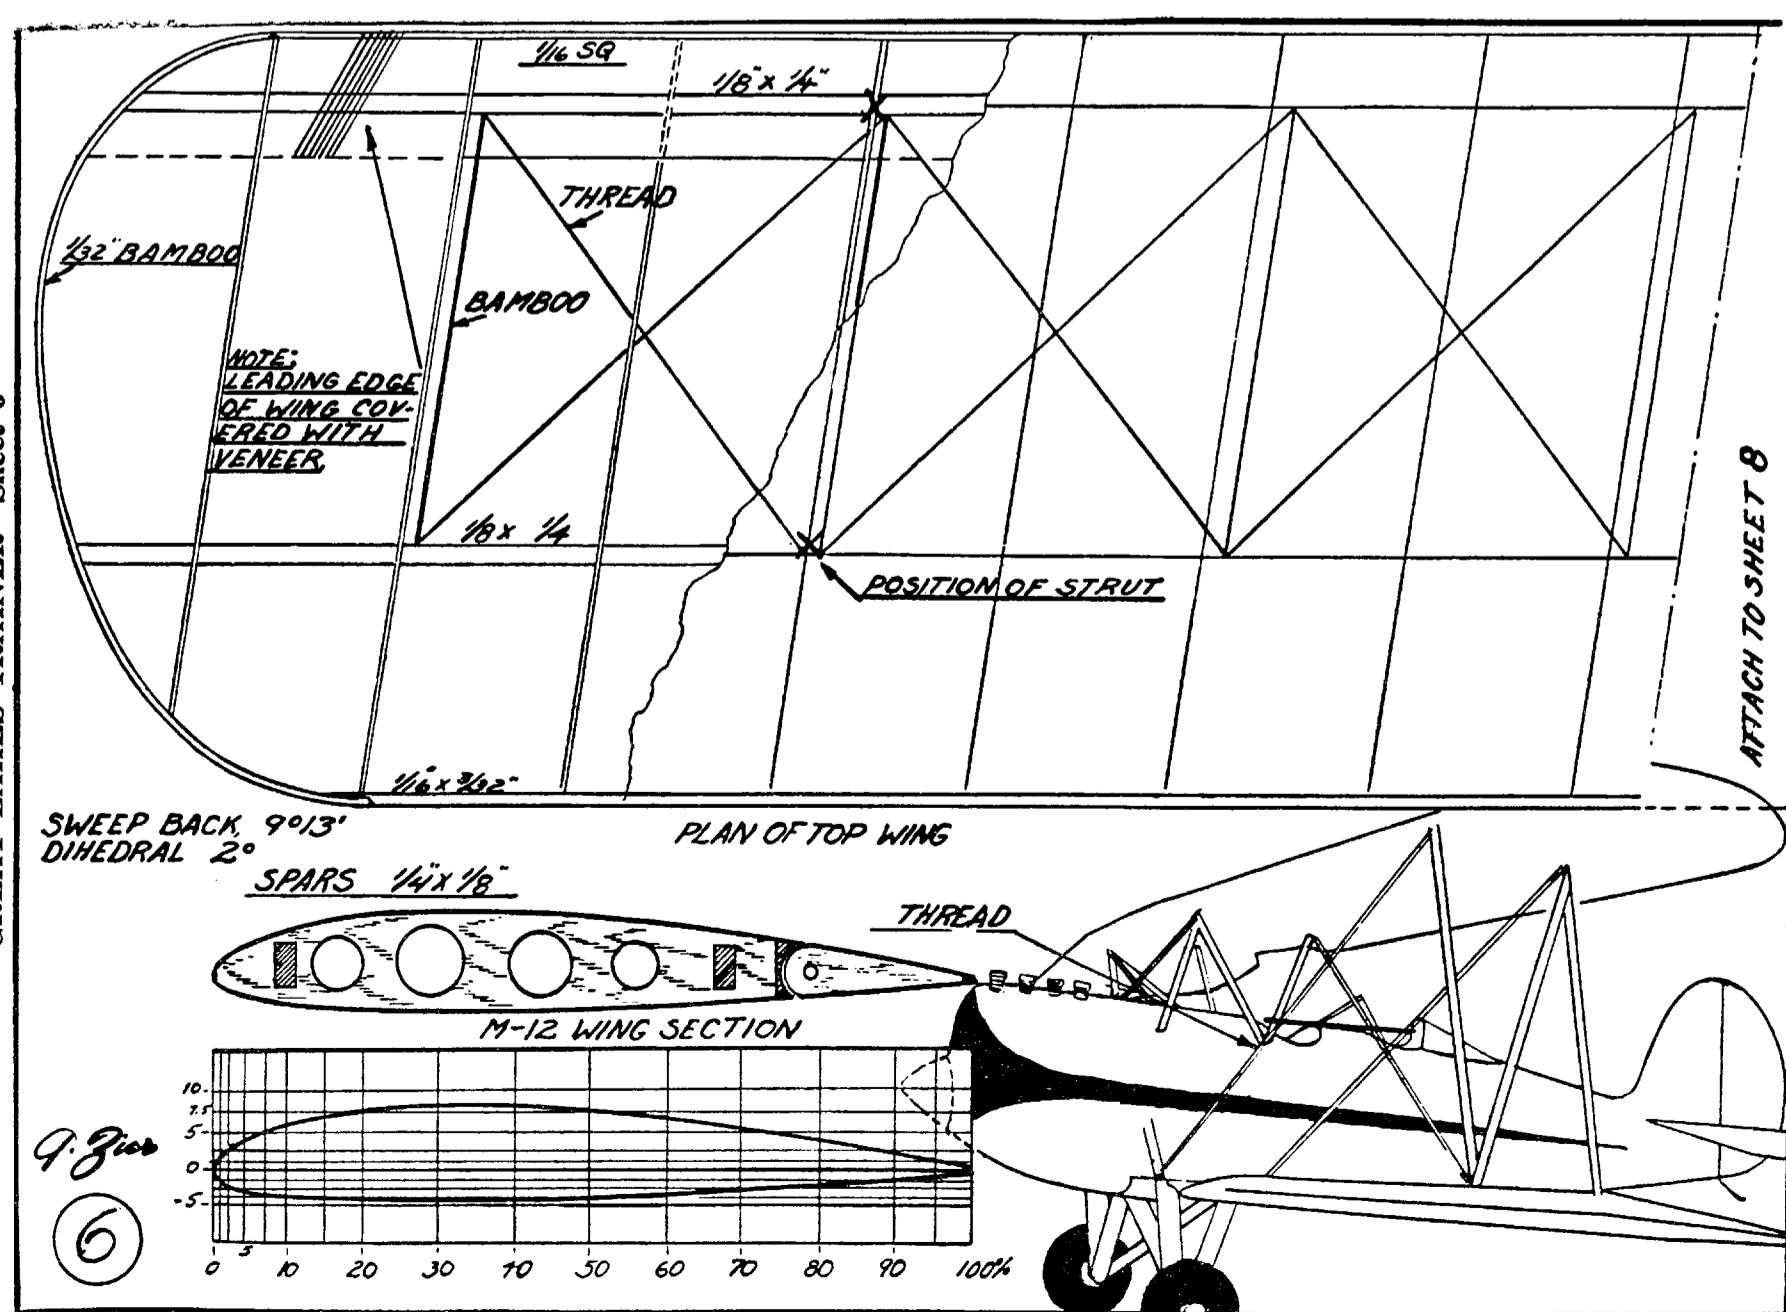 1/16 SQ
1/8" x 1/4"
THREAD
1/32" BAMBOO
BAMBOO
NOTE:
LEADING EDGE
OF WING COV-
ERED WITH
VENEER
1/8 x 1/4
POSITION OF STRUT
ATTACH TO SHEET 8
1/16" x 3/32"
SWEEP BACK, 9°13'
DIHEDRAL 2°
PLAN OF TOP WING
SPARS 1/4" x 1/8"
THREAD
M-12 WING SECTION
10
7.5
5
0
-5
0 5 10 20 30 40 50 60 70 80 90 100%
6